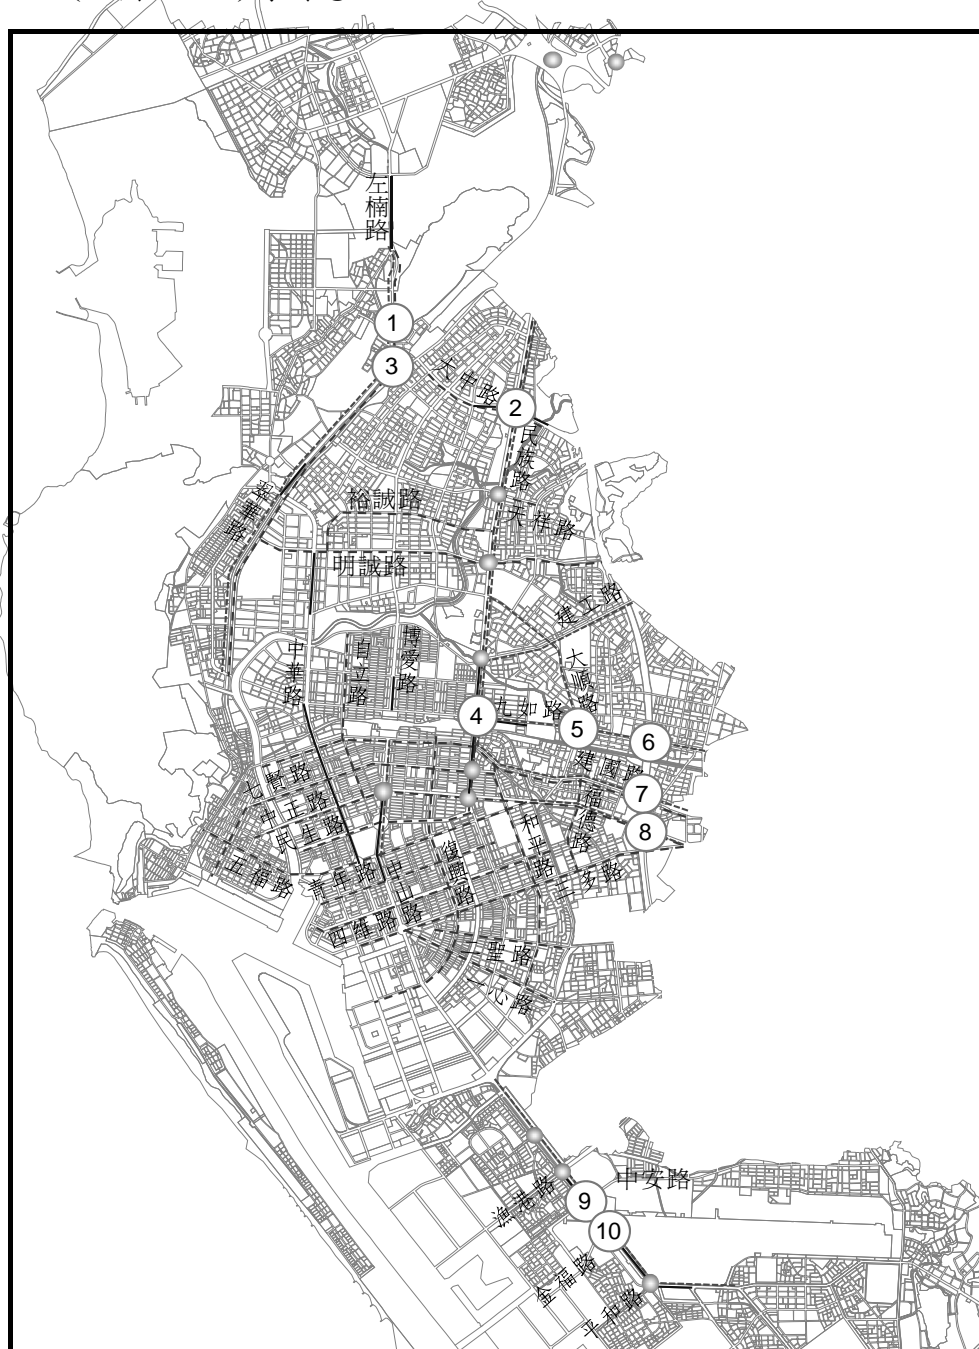 左楠路
1
3
大中路
2
民族路
翠華路
裕誠路
天祥路
明誠路
建工路
中華路
自立路
博愛路
大順路
九如路
4
5
6
建國路
七賢路
中正路
民生路
7
福德路
和平路
8
五福路
青年路
中山路
復興路
三多路
四維路
一心路
中安路
漁港路
9
10
金福路
平和路